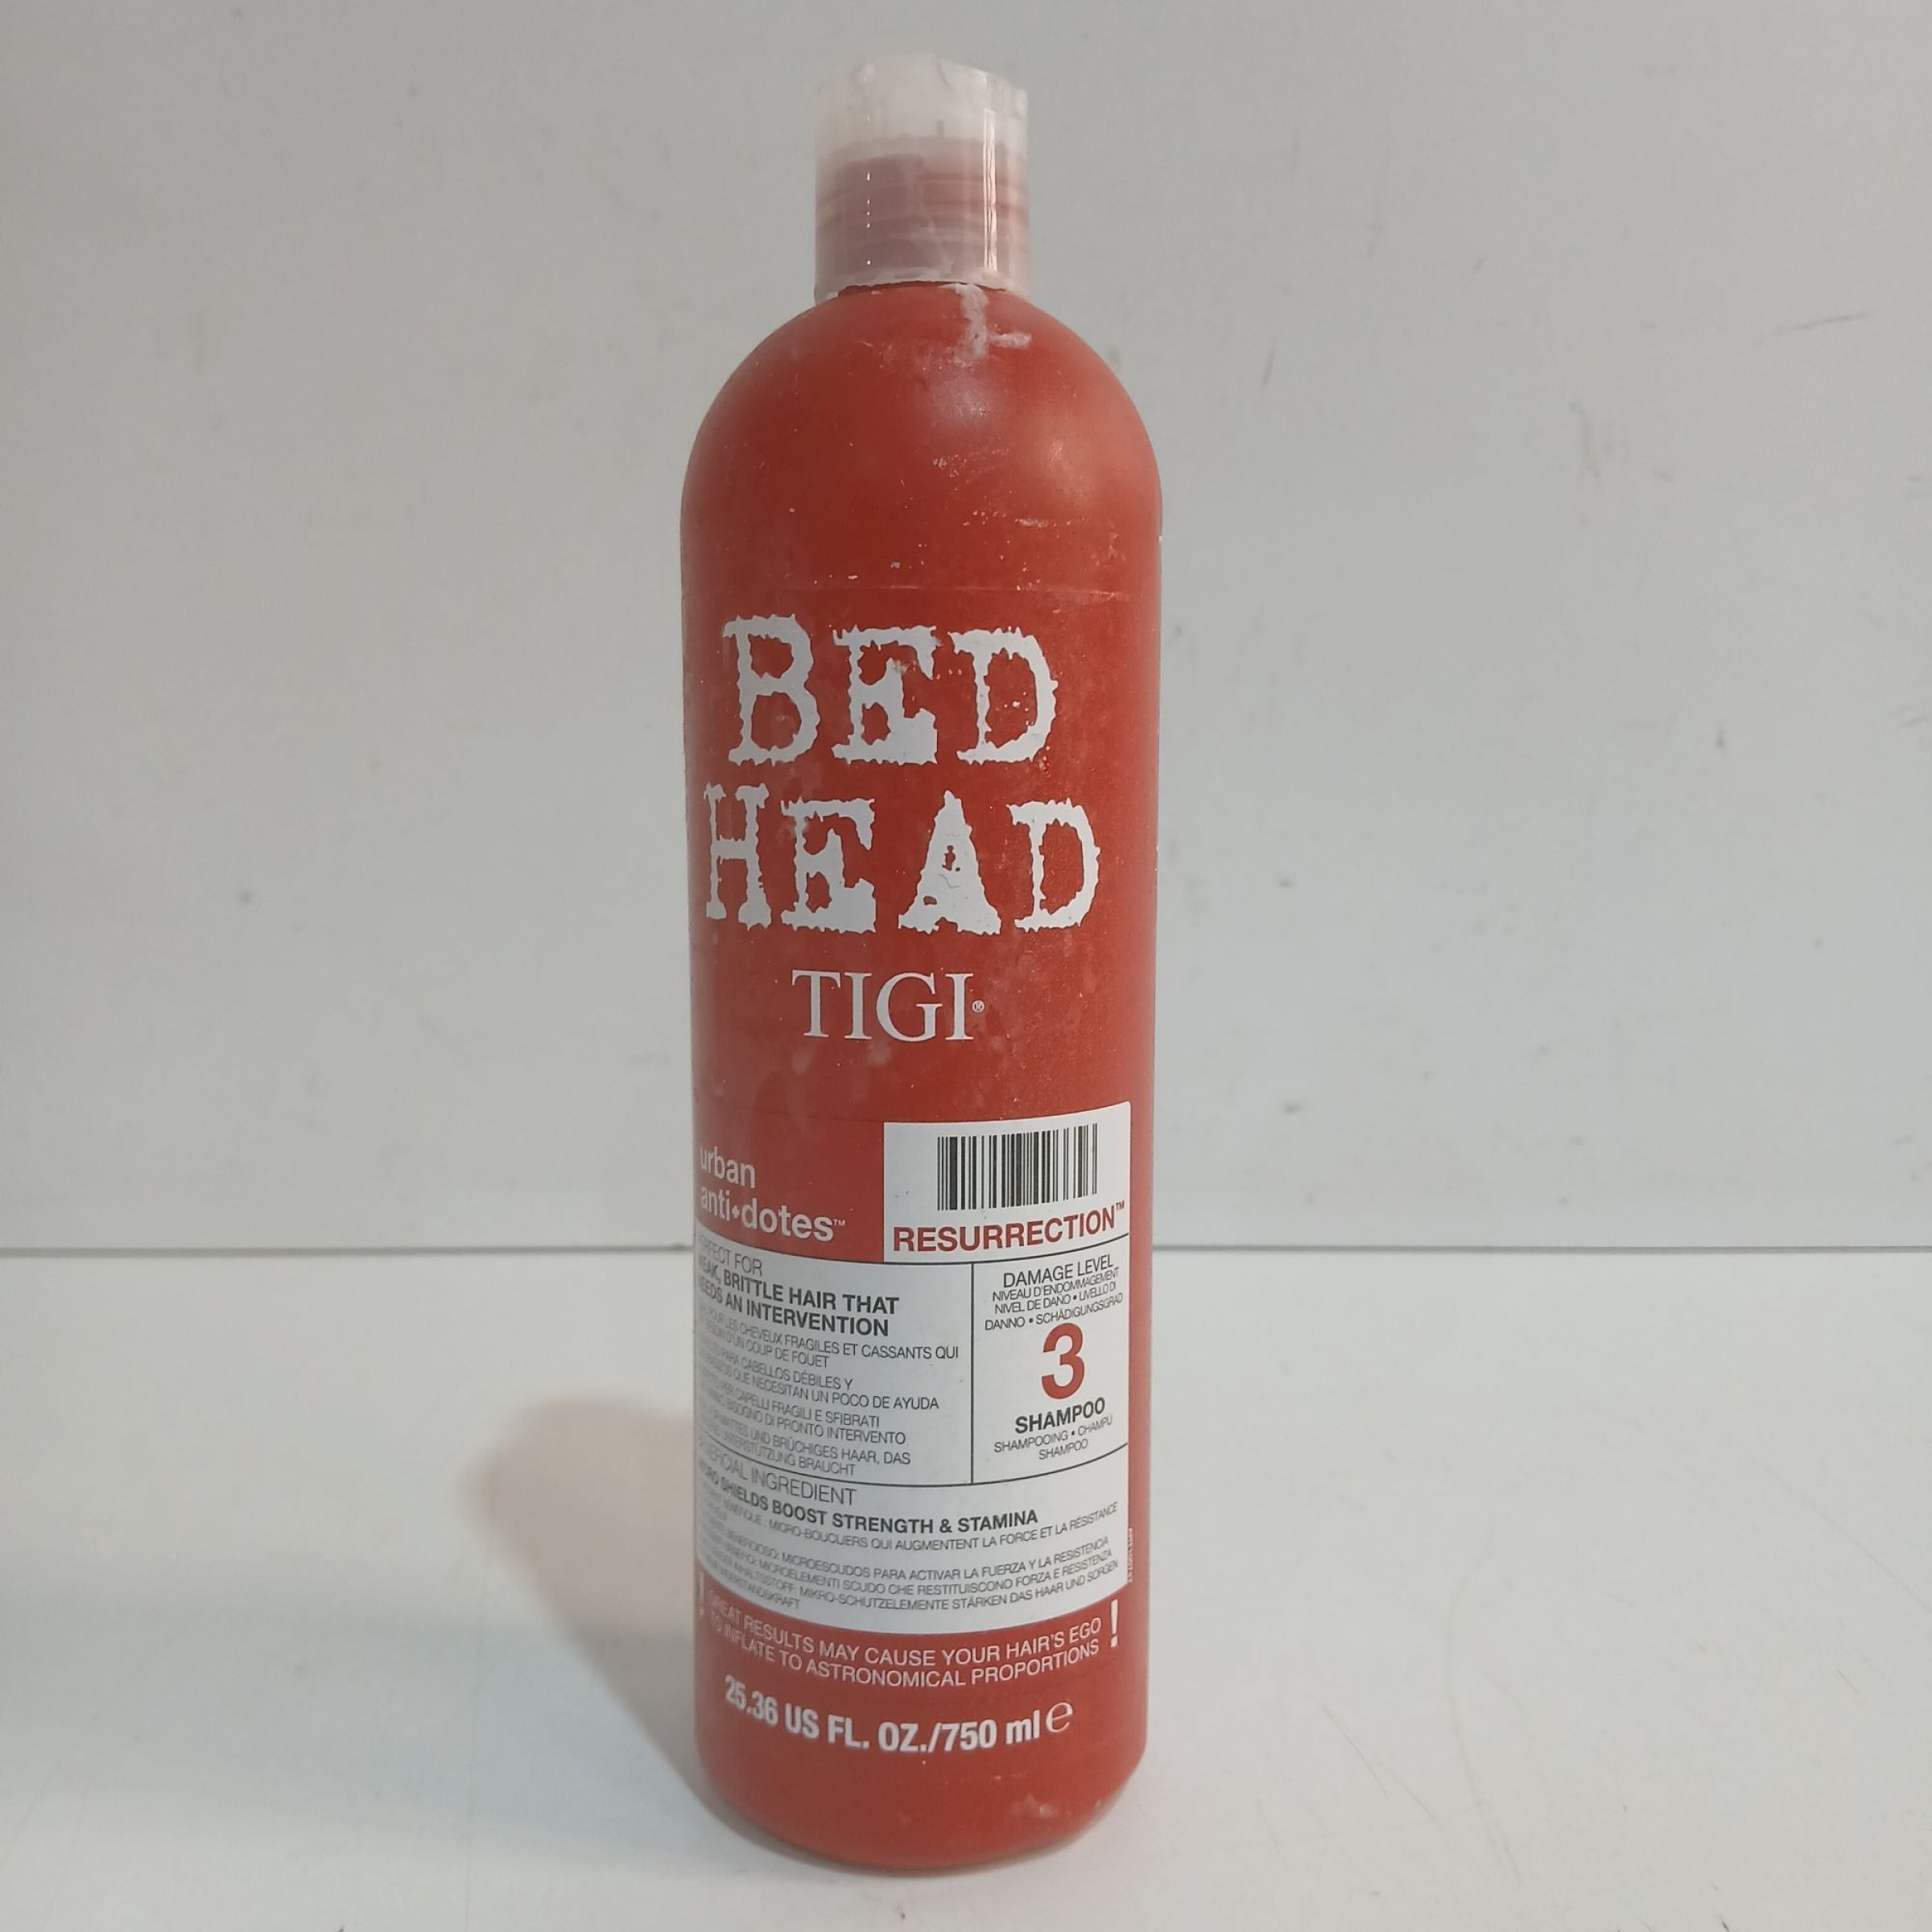 BED
HEAD
TIGI®
urban
anti•dotes™
RESURRECTION™
FOR
BRITTLE HAIR THAT
AN INTERVENTION
LES CHEVEUX FRAGILES ET CASSANTS QUI
D'UN COUP DE FOUET
PARA CABELLOS DÉBILES Y
QUE NECESITAN UN POCO DE AYUDA
CAPELLI FRAGILI E SFIBRATI
BISOGNO DI PRONTO INTERVENTO
UND BRÜCHIGES HAAR, DAS
UNTERSTÜTZUNG BRAUCHT
DAMAGE LEVEL
NIVEAU D'ENDOMMAGEMENT
NIVEL DE DAÑO • LIVELLO DI
DANNO • SCHÄDIGUNGSGRAD
3
SHAMPOO
SHAMPOOING • CHAMPÚ
SHAMPOO
INGREDIENT
SHIELDS BOOST STRENGTH & STAMINA
: MICRO-BOUCLIERS QUI AUGMENTENT LA FORCE ET LA RÉSISTANCE
MICROESCUDOS PARA ACTIVAR LA FUERZA Y LA RESISTENCIA
MICROELEMENTI SCUDO CHE RESTITUISCONO FORZA E RESISTENZA
MIKRO-SCHUTZELEMENTE STÄRKEN DAS HAAR UND SORGEN
! GREAT RESULTS MAY CAUSE YOUR HAIR'S EGO !
TO INFLATE TO ASTRONOMICAL PROPORTIONS
25.36 US FL. OZ./750 ml ℮